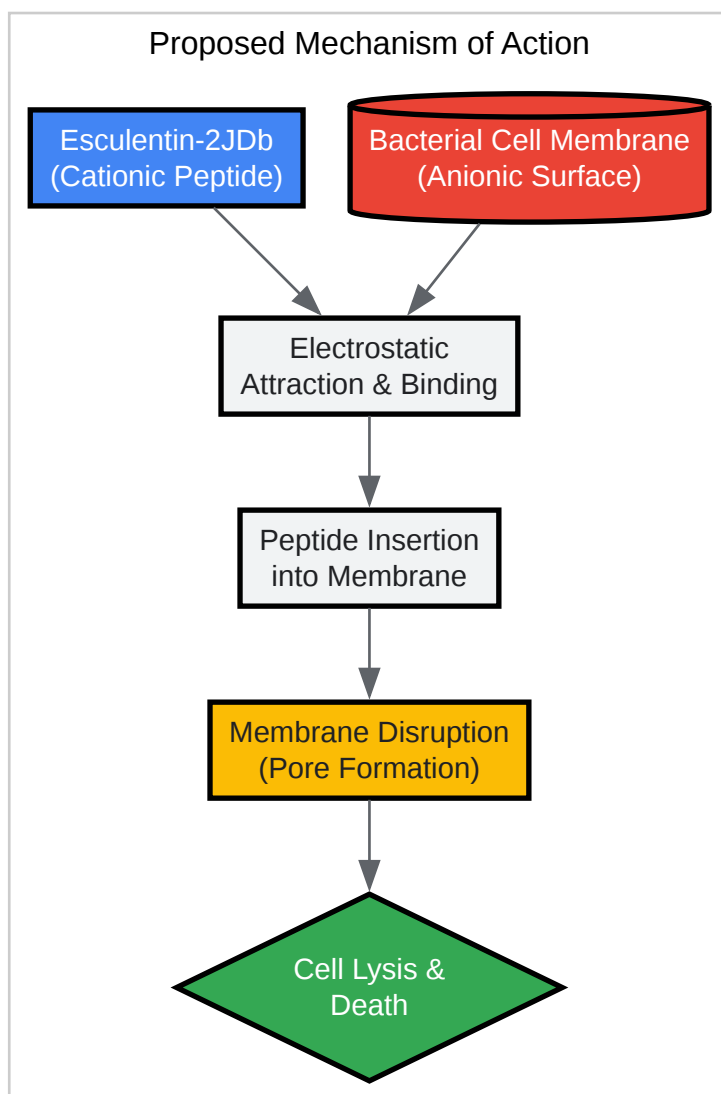 Proposed Mechanism of Action
Esculentin-2JDb
(Cationic Peptide)
Bacterial Cell Membrane
(Anionic Surface)
Electrostatic
Attraction & Binding
Peptide Insertion
into Membrane
Membrane Disruption
(Pore Formation)
Cell Lysis &
Death